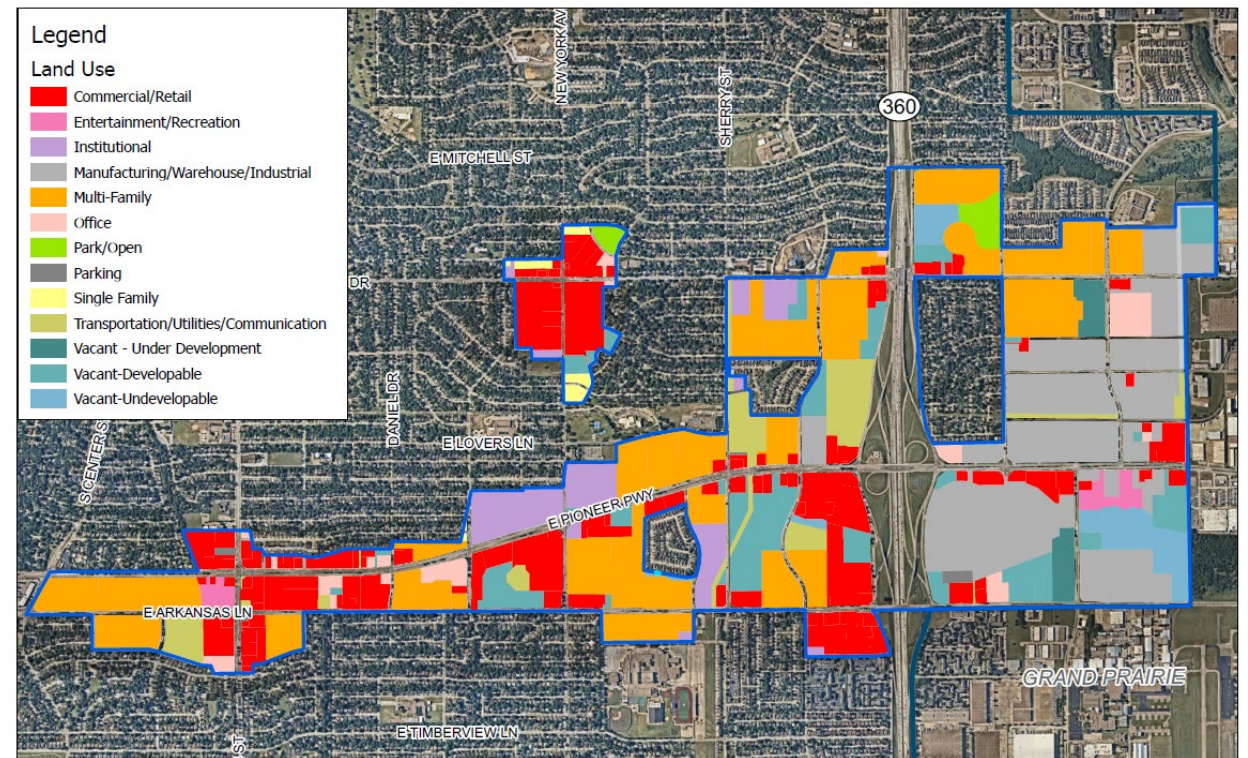 Legend
Land Use
Commercial/Retail
Entertainment/Recreation
Institutional
Manufacturing/Warehouse/Industrial
Multi-Family
Office
Park/Open
Parking
Single Family
Transportation/Utilities/Communication
Vacant - Under Development
Vacant-Developable
Vacant-Undevelopable
NEW YORK AV
SHERRY ST
360
E MITCHELL ST
DR
DANIEL DR
S CENTER S
E LOVERS LN
E PIONEER PWY
E ARKANSAS LN
GRAND PRAIRIE
E TIMBERVIEW LN
ST